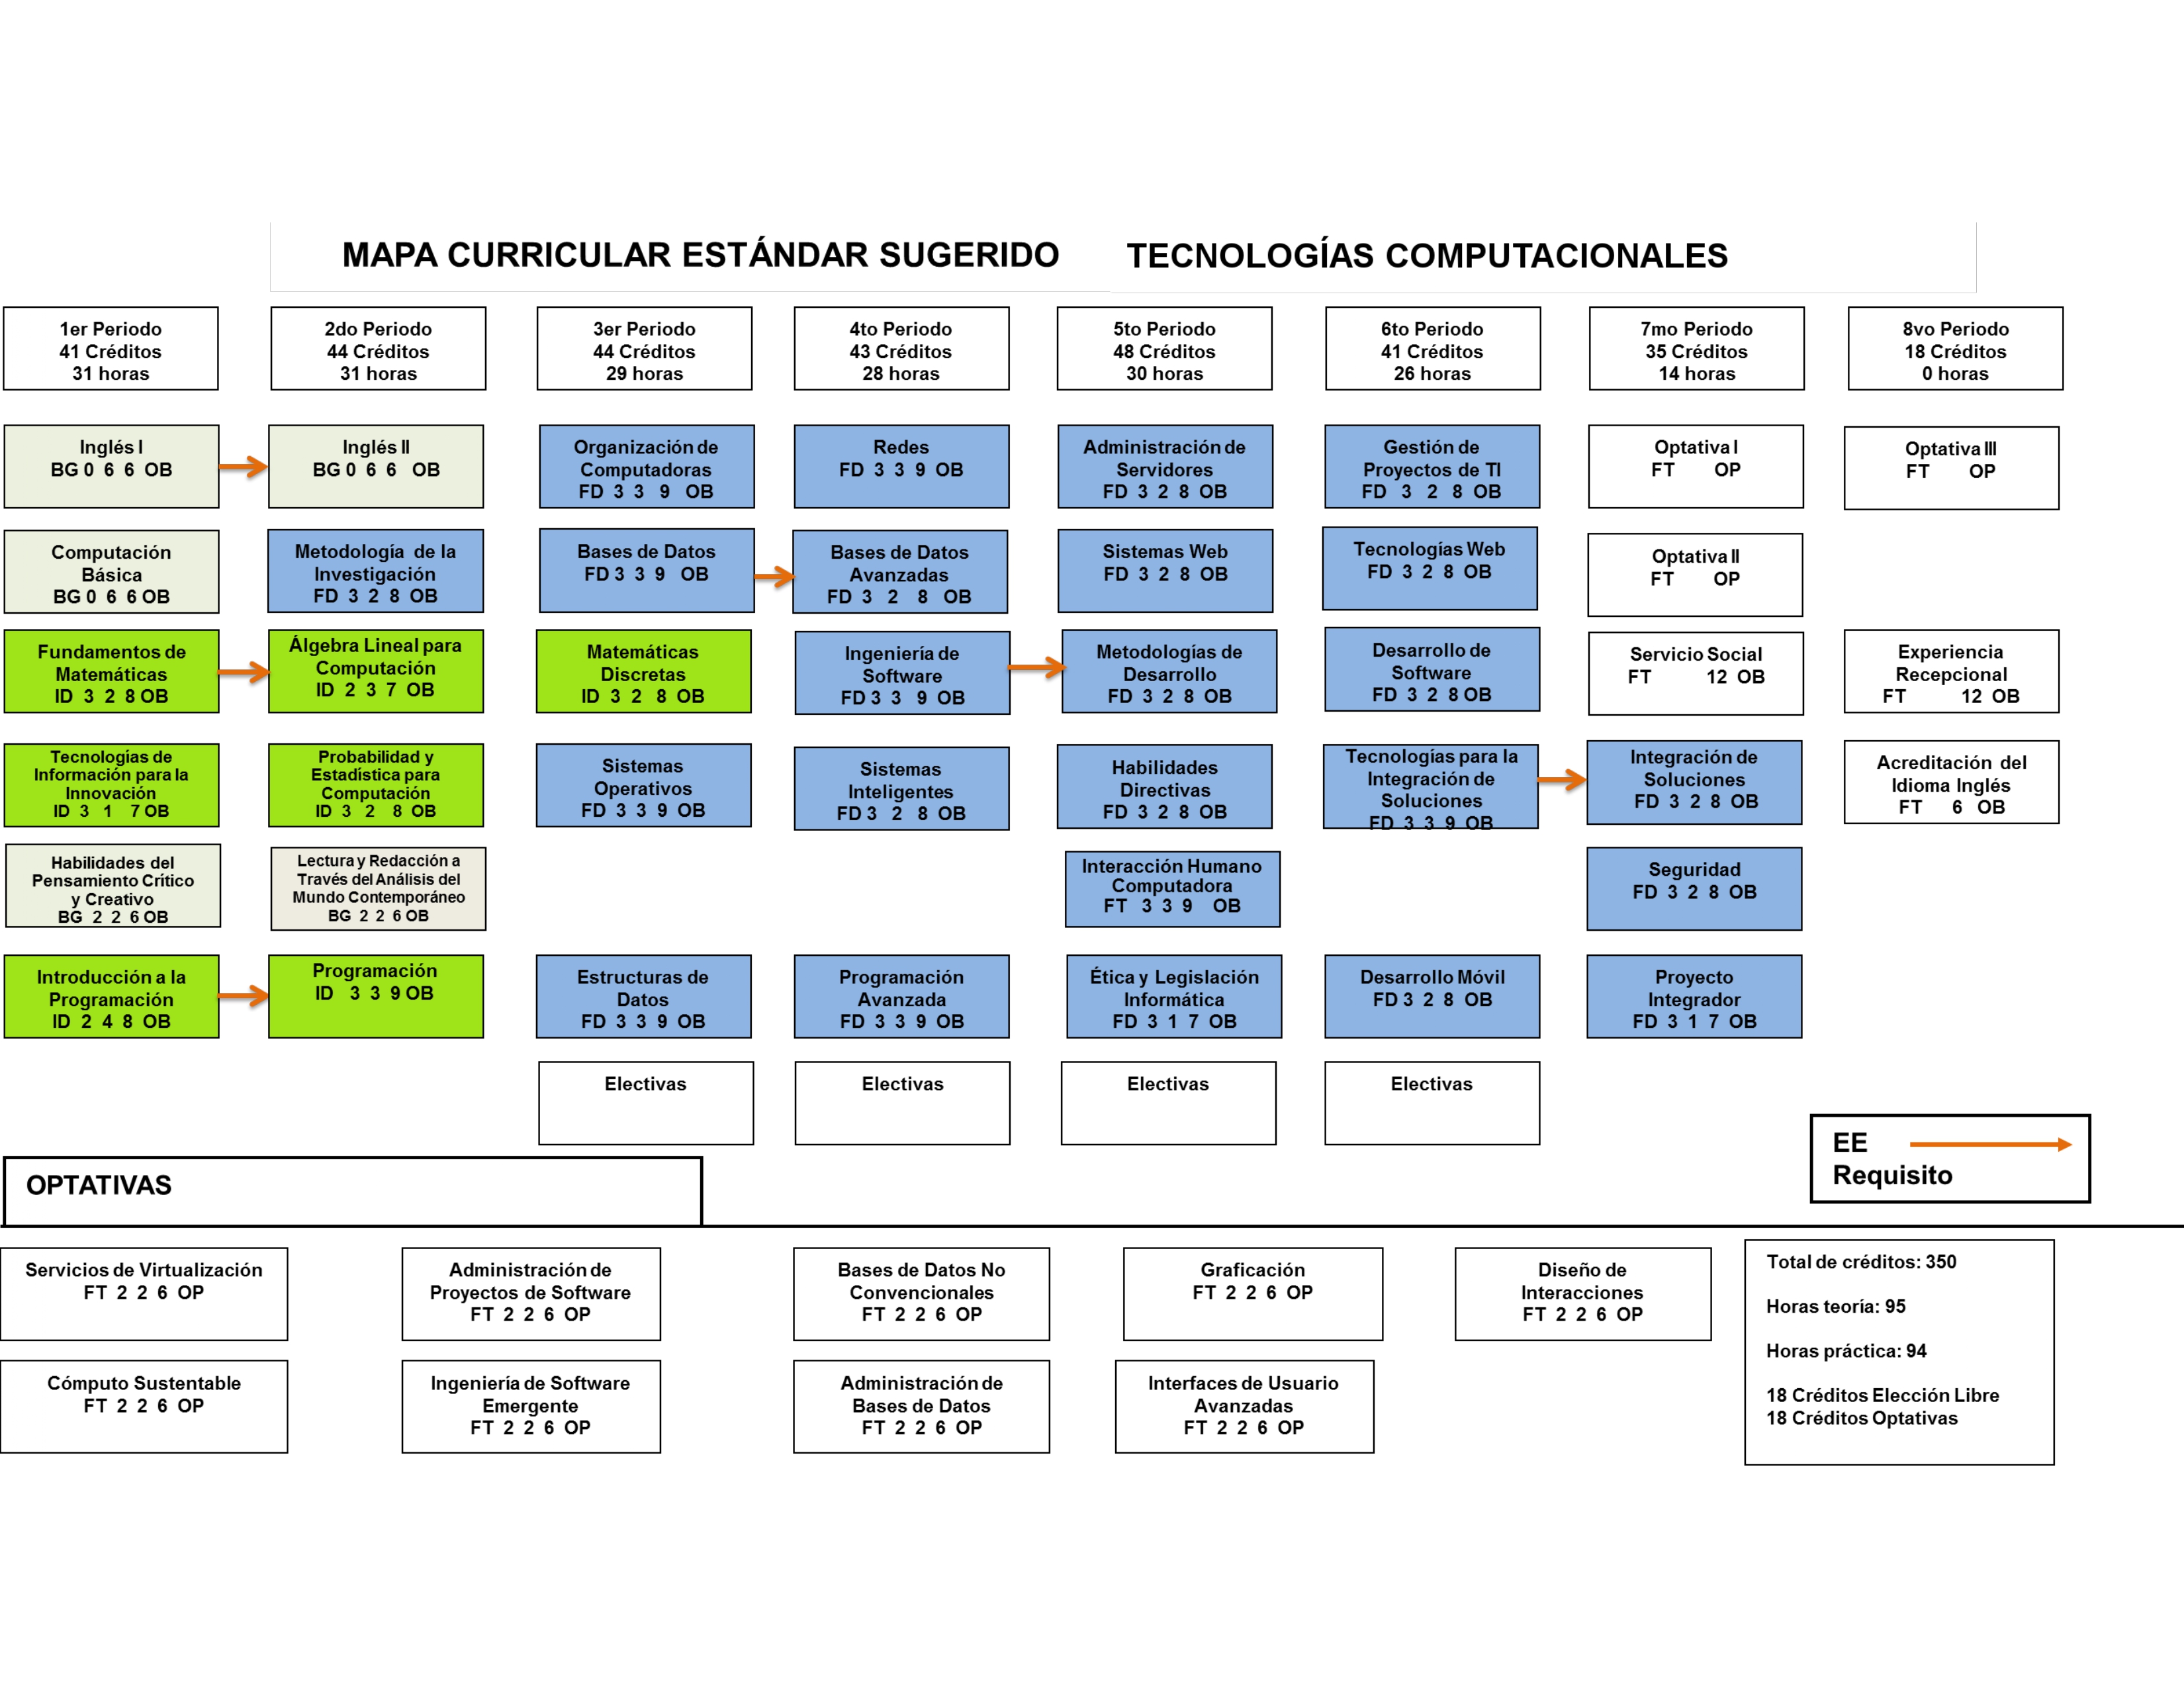 MAPA CURRICULAR ESTÁNDAR SUGERIDO TECNOLOGÍAS COMPUTACIONALES
1er Periodo
41 Créditos
31 horas
2do Periodo
44 Créditos
31 horas
3er Periodo
44 Créditos
29 horas
4to Periodo
43 Créditos
28 horas
5to Periodo
48 Créditos
30 horas
6to Periodo
41 Créditos
26 horas
7mo Periodo
35 Créditos
14 horas
8vo Periodo
18 Créditos
0 horas
Inglés I
BG 0 6 6 OB
Inglés II
BG 0 6 6 OB
Organización de
Computadoras
FD 3 3 9 OB
Redes
FD 3 3 9 OB
Administración de
Servidores
FD 3 2 8 OB
Gestión de
Proyectos de TI
FD 3 2 8 OB
Optativa I
FT OP
Optativa III
FT OP
Computación
Básica
BG 0 6 6 OB
Metodología de la
Investigación
FD 3 2 8 OB
Bases de Datos
FD 3 3 9 OB
Bases de Datos
Avanzadas
FD 3 2 8 OB
Sistemas Web
FD 3 2 8 OB
Tecnologías Web
FD 3 2 8 OB
Optativa II
FT OP
Fundamentos de
Matemáticas
ID 3 2 8 OB
Álgebra Lineal para
Computación
ID 2 3 7 OB
Matemáticas
Discretas
ID 3 2 8 OB
Ingeniería de
Software
FD 3 3 9 OB
Metodologías de
Desarrollo
FD 3 2 8 OB
Desarrollo de
Software
FD 3 2 8 OB
Servicio Social
FT 12 OB
Experiencia
Recepcional
FT 12 OB
Tecnologías de
Información para la
Innovación
ID 3 1 7 OB
Probabilidad y
Estadística para
Computación
ID 3 2 8 OB
Sistemas
Operativos
FD 3 3 9 OB
Sistemas
Inteligentes
FD 3 2 8 OB
Habilidades
Directivas
FD 3 2 8 OB
Tecnologías para la
Integración de
Soluciones
FD 3 3 9 OB
Integración de
Soluciones
FD 3 2 8 OB
Acreditación del
Idioma Inglés
FT 6 OB
Habilidades del
Pensamiento Crítico
y Creativo
BG 2 2 6 OB
Lectura y Redacción a
Través del Análisis del
Mundo Contemporáneo
BG 2 2 6 OB
Interacción Humano
Computadora
FT 3 3 9 OB
Seguridad
FD 3 2 8 OB
Introducción a la
Programación
ID 2 4 8 OB
Programación
ID 3 3 9 OB
Estructuras de
Datos
FD 3 3 9 OB
Programación
Avanzada
FD 3 3 9 OB
Ética y Legislación
Informática
FD 3 1 7 OB
Desarrollo Móvil
FD 3 2 8 OB
Proyecto
Integrador
FD 3 1 7 OB
Electivas
Electivas
Electivas
Electivas
EE
Requisito
OPTATIVAS
Servicios de Virtualización
FT 2 2 6 OP
Administración de
Proyectos de Software
FT 2 2 6 OP
Bases de Datos No
Convencionales
FT 2 2 6 OP
Graficación
FT 2 2 6 OP
Diseño de
Interacciones
FT 2 2 6 OP
Cómputo Sustentable
FT 2 2 6 OP
Ingeniería de Software
Emergente
FT 2 2 6 OP
Administración de
Bases de Datos
FT 2 2 6 OP
Interfaces de Usuario
Avanzadas
FT 2 2 6 OP
Total de créditos: 350
Horas teoría: 95
Horas práctica: 94
18 Créditos Elección Libre
18 Créditos Optativas